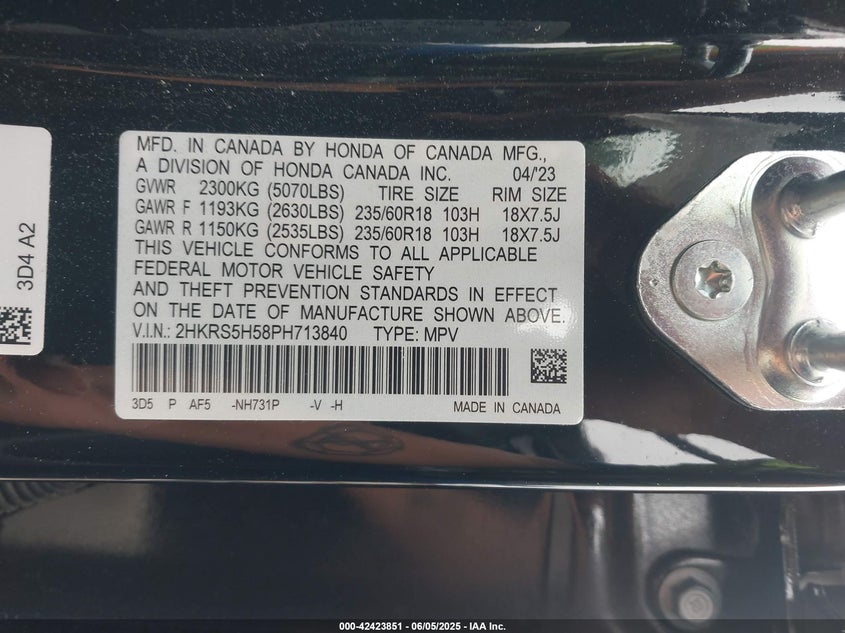 3D4 A2
MFD. IN CANADA BY HONDA OF CANADA MFG.,
A DIVISION OF HONDA CANADA INC. 04/'23
GVWR 2300KG (5070LBS) TIRE SIZE RIM SIZE
GAWR F 1193KG (2630LBS) 235/60R18 103H 18X7.5J
GAWR R 1150KG (2535LBS) 235/60R18 103H 18X7.5J
THIS VEHICLE CONFORMS TO ALL APPLICABLE
FEDERAL MOTOR VEHICLE SAFETY
AND THEFT PREVENTION STANDARDS IN EFFECT
ON THE DATE OF MANUFACTURE SHOWN ABOVE.
V.I.N.: 2HKRS5H58PH713840 TYPE: MPV
3D5 P AF5 -NH731P -V -H MADE IN CANADA
000-42423851 | 06/05/2025 - IAA Inc.